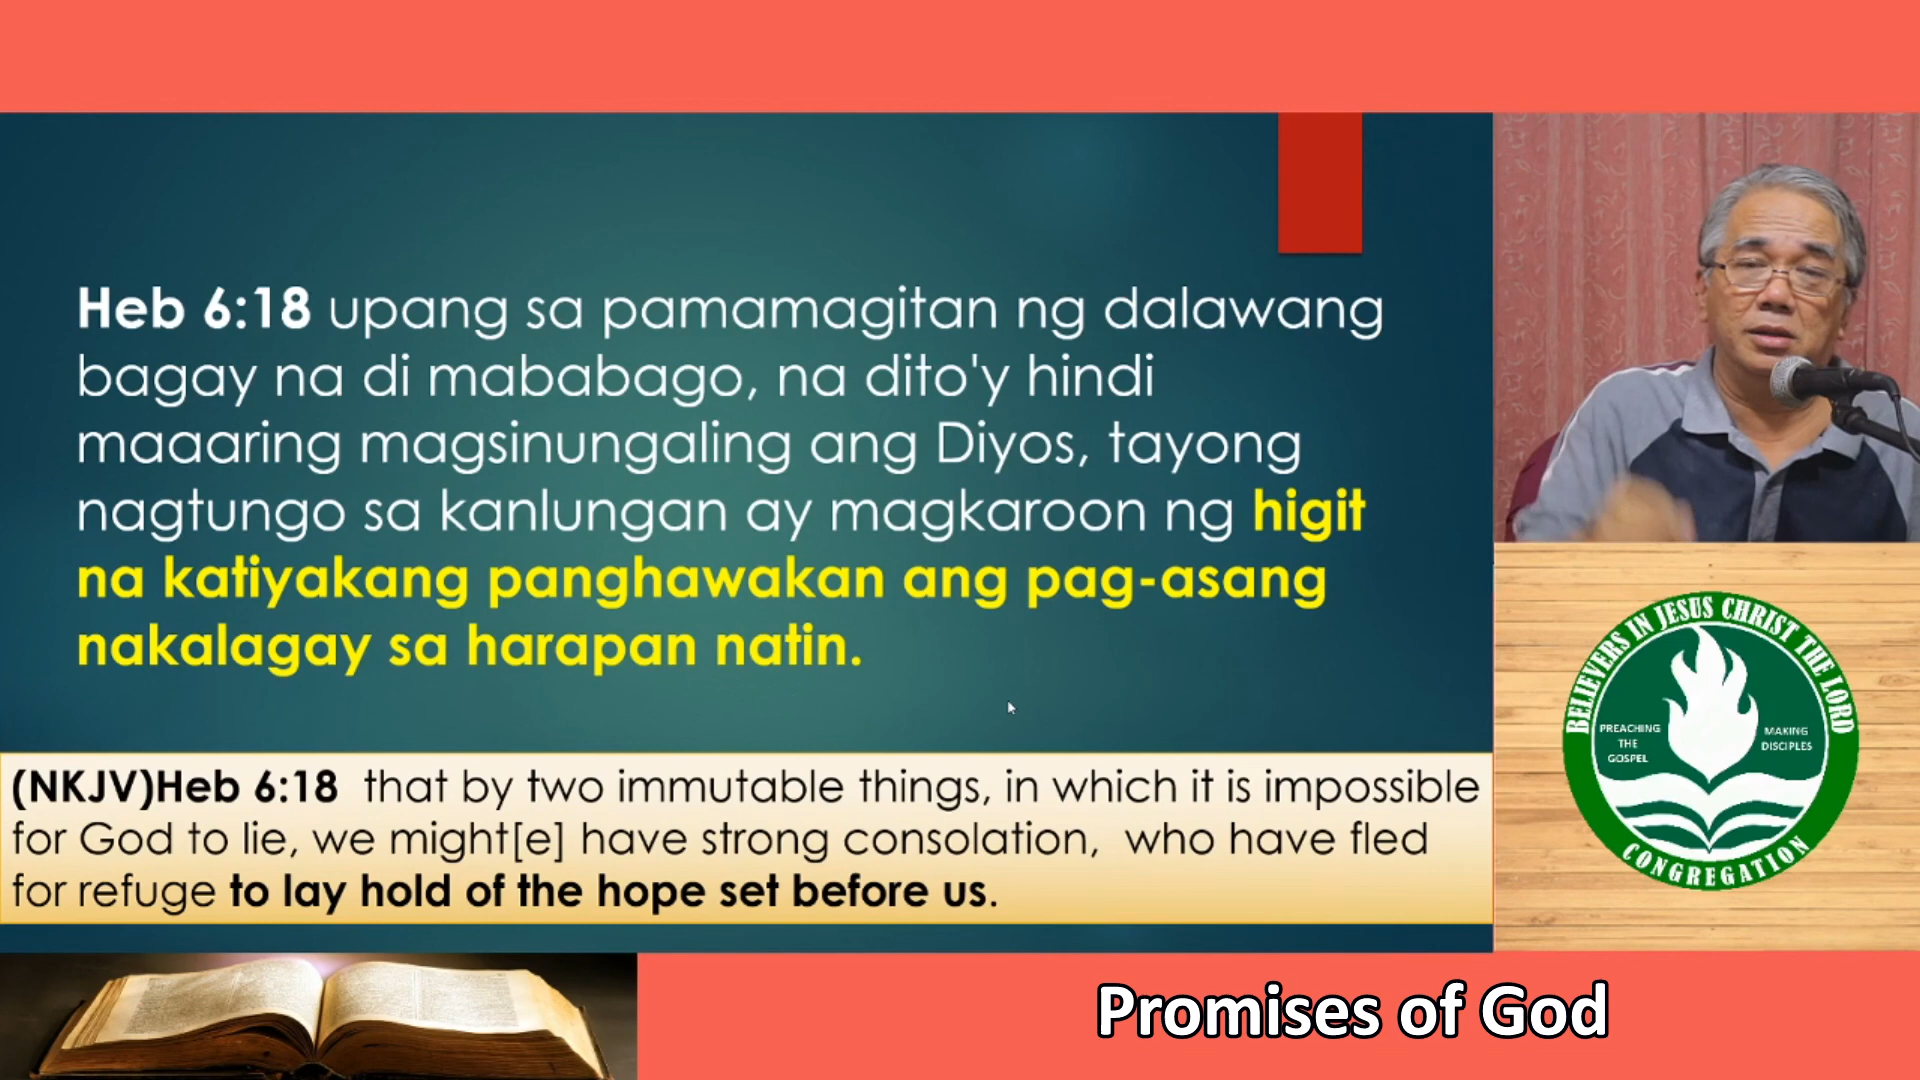 Heb 6:18 upang sa pamamagitan ng dalawang
bagay na di mababago, na dito'y hindi
maaaring magsinungaling ang Diyos, tayong
nagtungo sa kanlungan ay magkaroon ng higit
na katiyakang panghawakan ang pag-asang
nakalagay sa harapan natin.
(NKJV)Heb 6:18 that by two immutable things, in which it is impossible
for God to lie, we might[e] have strong consolation, who have fled
for refuge to lay hold of the hope set before us.
BELIEVERS IN JESUS CHRIST THE LORD
PREACHING
THE
GOSPEL
MAKING
DISCIPLES
CONGREGATION
Promises of God